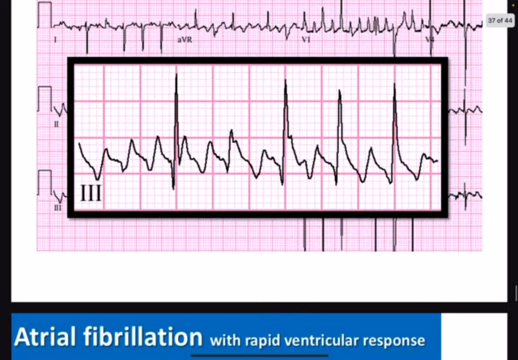 37 of 44
I
aVR
V1
V4
II
III
III
Atrial fibrillation with rapid ventricular response